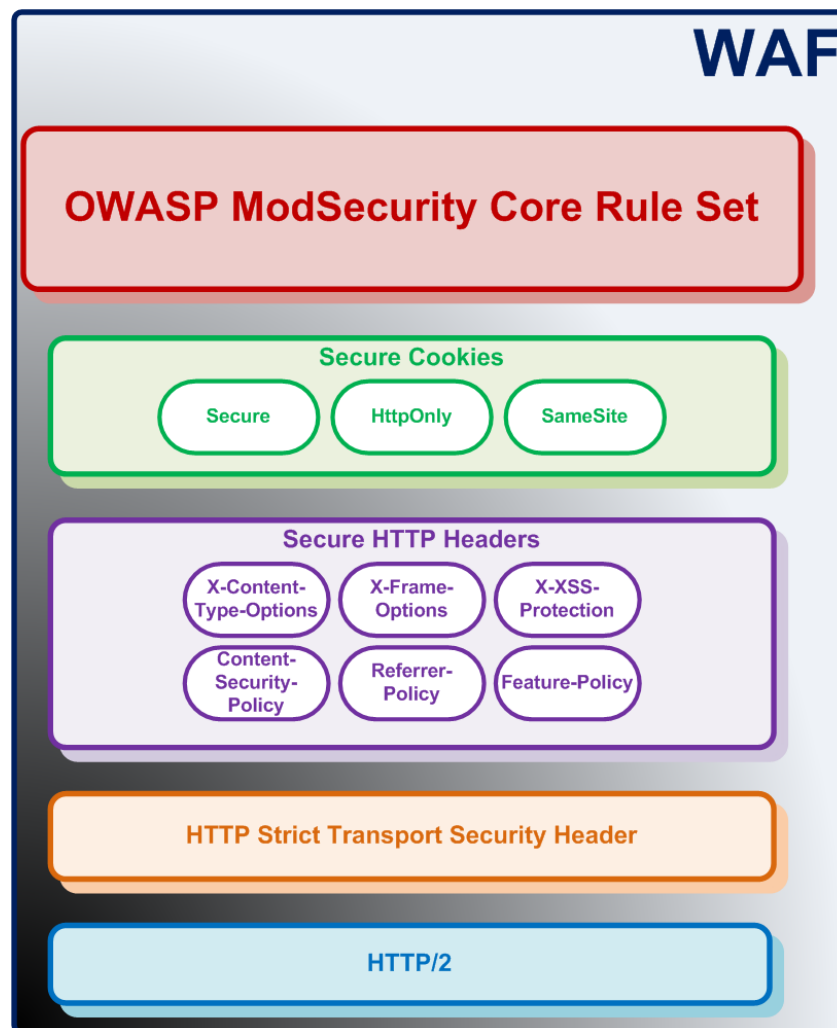 WAF
OWASP ModSecurity Core Rule Set
Secure Cookies
Secure
HttpOnly
SameSite
Secure HTTP Headers
X-Content-
Type-Options
X-Frame-
Options
X-XSS-
Protection
Content-
Security-
Policy
Referrer-
Policy
Feature-Policy
HTTP Strict Transport Security Header
HTTP/2